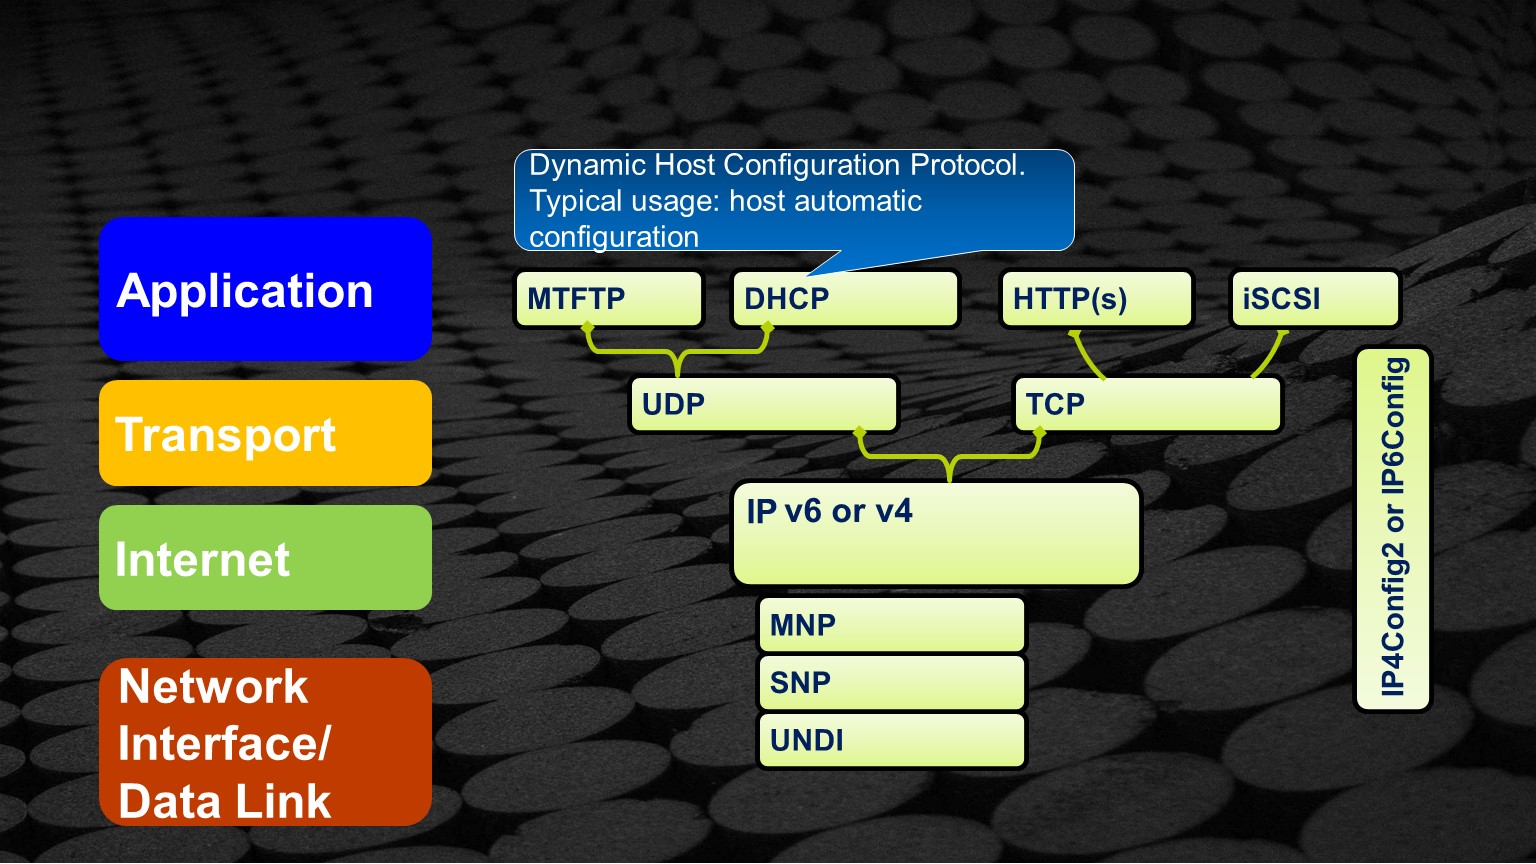 Dynamic Host Configuration Protocol.
Typical usage: host automatic
configuration
Application
MTFTP
DHCP
HTTP(s)
iSCSI
Transport
UDP
TCP
IP4Config2 or IP6Config
Internet
IP v6 or v4
MNP
SNP
UNDI
Network
Interface/
Data Link